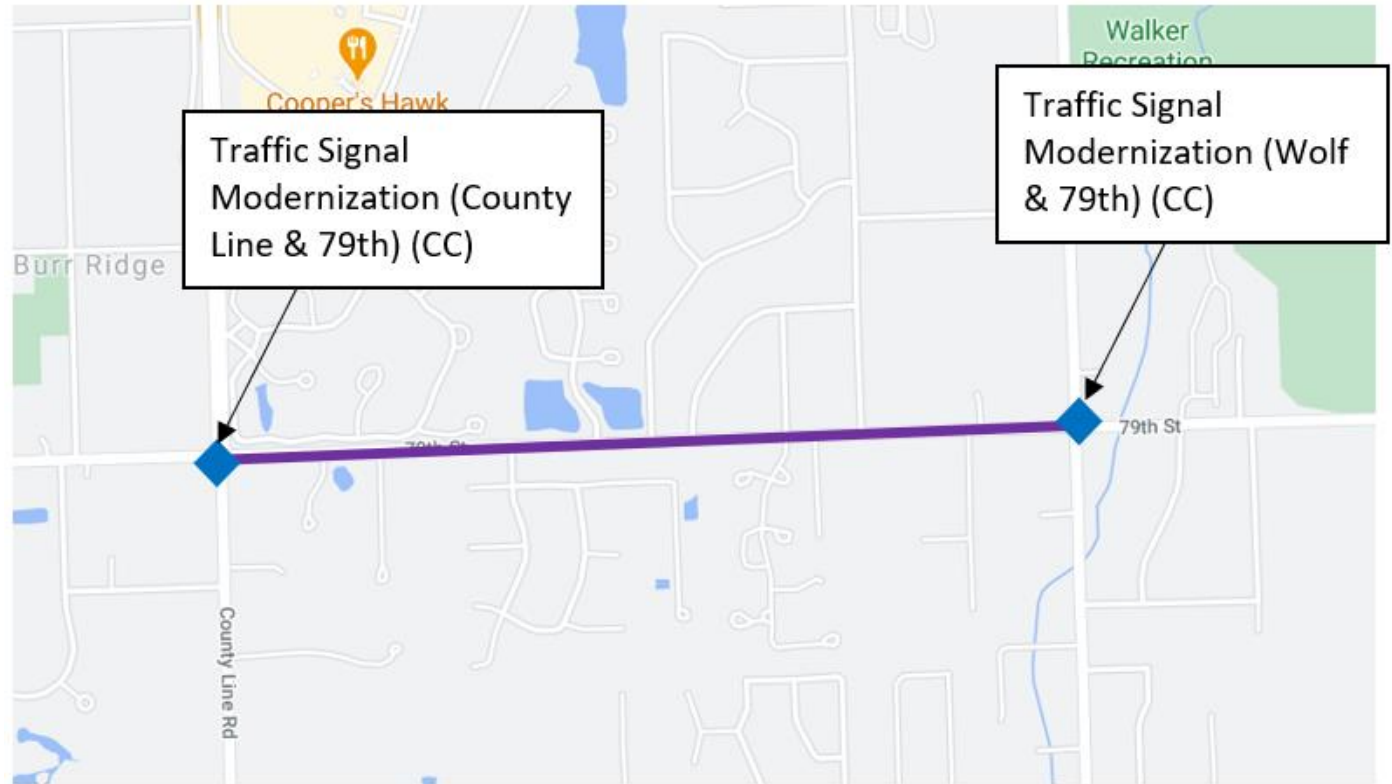 Walker
Recreation
Cooper's Hawk
Traffic Signal
Modernization (County
Line & 79th) (CC)
Traffic Signal
Modernization (Wolf
& 79th) (CC)
Burr Ridge
79th St
79th St
County Line Rd